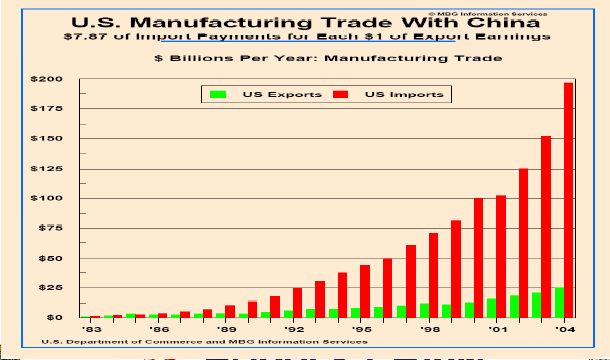 © MBG Information Services
U.S. Manufacturing Trade With China
$7.87 of Import Payments for Each $1 of Export Earnings
$ Billions Per Year: Manufacturing Trade
US Exports US Imports
$200
$175
$150
$125
$100
$75
$50
$25
$0
'83 '86 '89 '92 '95 '98 '01 '04
U.S. Department of Commerce and MBG Information Services